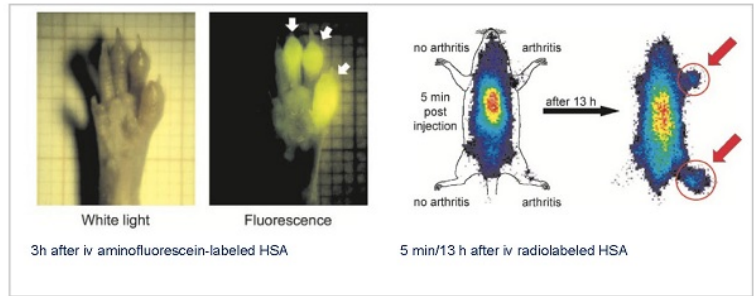 White light
Fluorescence
3h after iv aminofluorescein-labeled HSA
no arthritis
arthritis
5 min
post
injection
after 13 h
no arthritis
arthritis
5 min/13 h after iv radiolabeled HSA